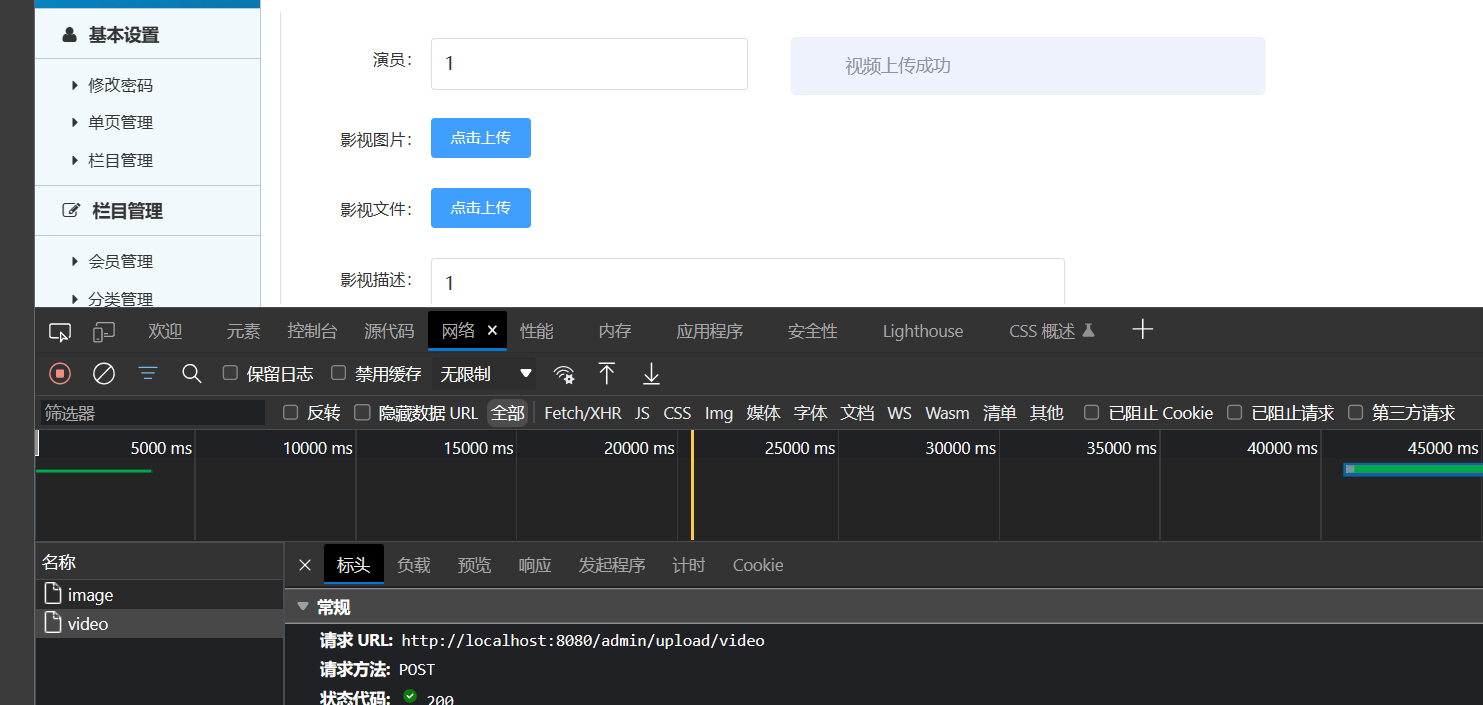 基本设置
修改密码
单页管理
栏目管理
栏目管理
会员管理
分类管理
演员： 1
视频上传成功
影视图片： 点击上传
影视文件： 点击上传
影视描述： 1
欢迎 元素 控制台 源代码 网络 性能 内存 应用程序 安全性 Lighthouse CSS 概述
保留日志 禁用缓存 无限制
筛选器 反转 隐藏数据 URL 全部 Fetch/XHR JS CSS Img 媒体 字体 文档 WS Wasm 清单 其他 已阻止 Cookie 已阻止请求 第三方请求
5000 ms 10000 ms 15000 ms 20000 ms 25000 ms 30000 ms 35000 ms 40000 ms 45000 ms
名称
image
video
标头 负载 预览 响应 发起程序 计时 Cookie
常规
请求 URL: http://localhost:8080/admin/upload/video
请求方法: POST
状态代码: 200